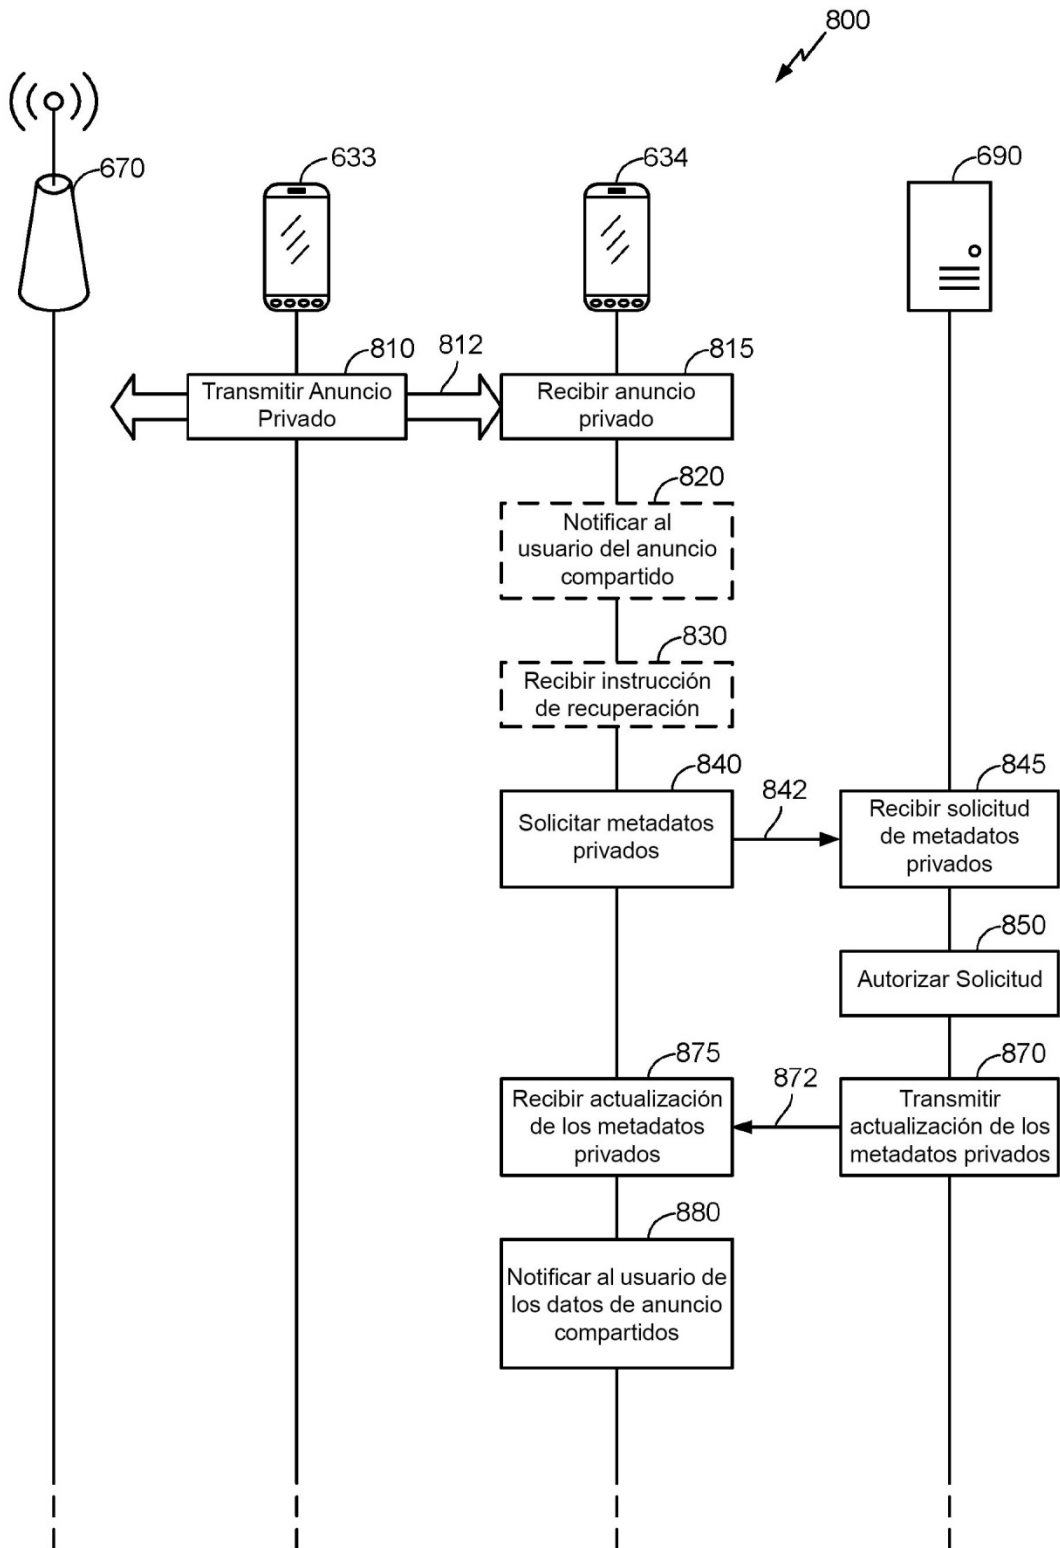 800
670
633
634
690
810
812
815
Transmitir Anuncio
Privado
Recibir anuncio
privado
820
Notificar al
usuario del anuncio
compartido
830
Recibir instrucción
de recuperación
840
842
845
Solicitar metadatos
privados
Recibir solicitud
de metadatos
privados
850
Autorizar Solicitud
875
872
870
Recibir actualización
de los metadatos
privados
Transmitir
actualización de los
metadatos privados
880
Notificar al usuario de
los datos de anuncio
compartidos